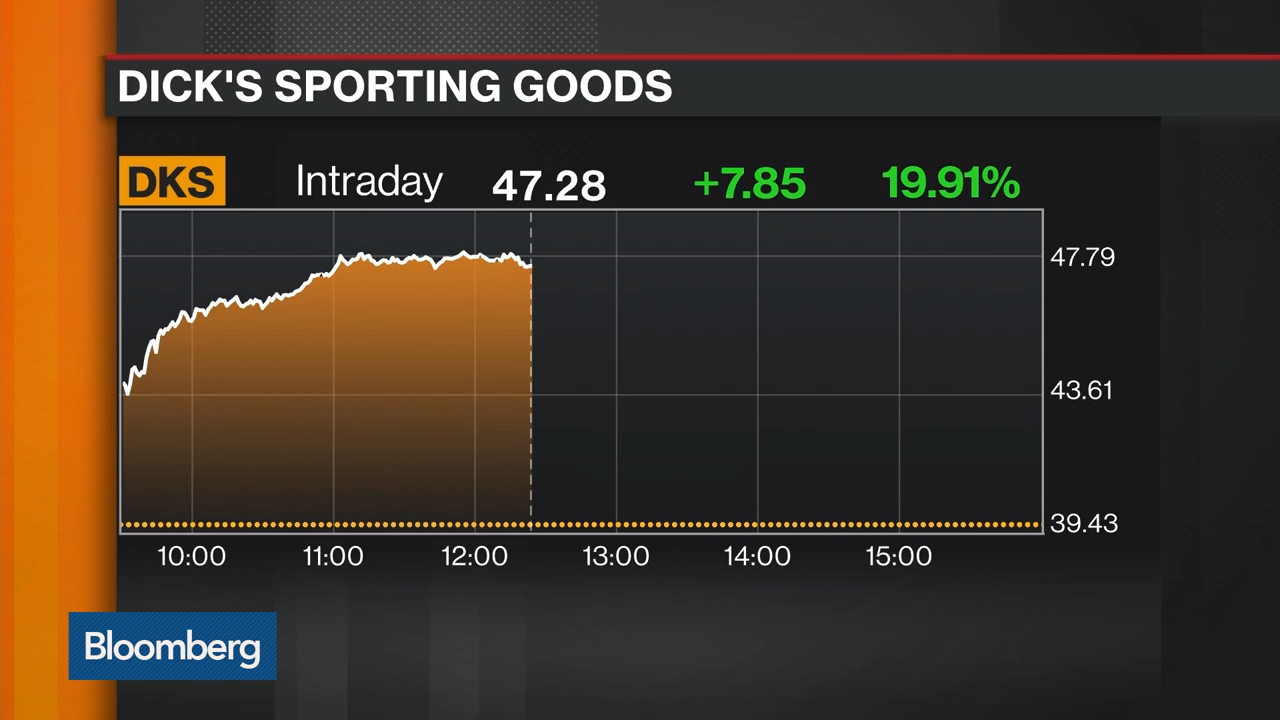 DICK'S SPORTING GOODS
DKS Intraday 47.28 +7.85 19.91%
47.79
43.61
39.43
10:00 11:00 12:00 13:00 14:00 15:00
Bloomberg